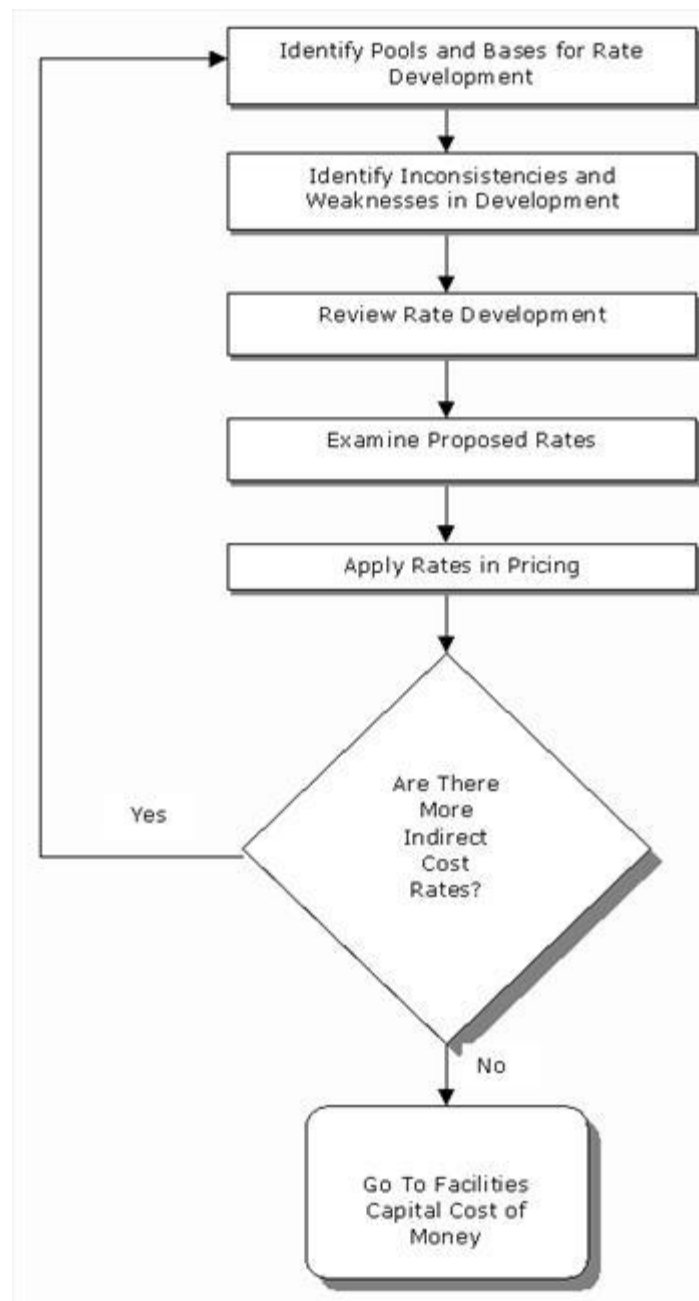 Identify Pools and Bases for Rate
Development
Identify Inconsistencies and
Weaknesses in Development
Review Rate Development
Examine Proposed Rates
Apply Rates in Pricing
Are There
More
Indirect
Cost
Rates?
Yes
No
Go To Facilities
Capital Cost of
Money